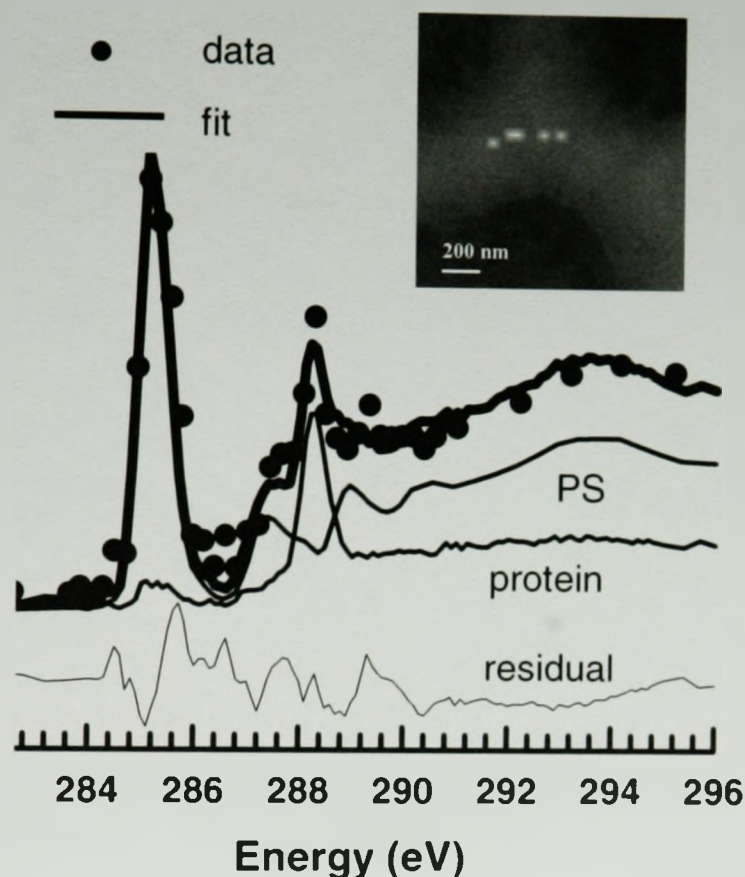 data
fit
200 nm
PS
protein
residual
284 286 288 290 292 294 296
Energy (eV)